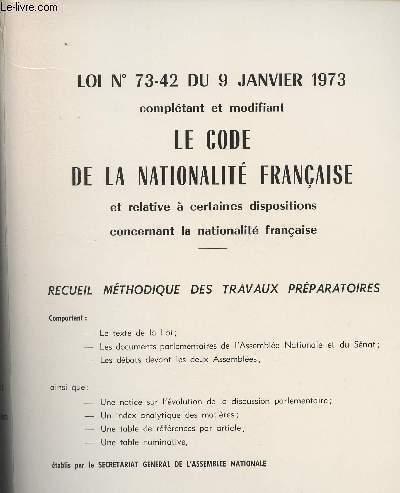 © Le-livre.com
LOI N° 73-42 DU 9 JANVIER 1973
complétant et modifiant
LE CODE
DE LA NATIONALITÉ FRANÇAISE
et relative à certaines dispositions
concernant la nationalité française
RECUEIL MÉTHODIQUE DES TRAVAUX PRÉPARATOIRES
Comportant :
— Le texte de la Loi ;
— Les documents parlementaires de l'Assemblée Nationale et du Sénat ;
— Les débats devant les deux Assemblées,
ainsi que :
— Une notice sur l'évolution de la discussion parlementaire ;
— Un index analytique des matières ;
— Une table de références par article,
— Une table nominative,
établis par le SECRETARIAT GENERAL DE L'ASSEMBLEE NATIONALE